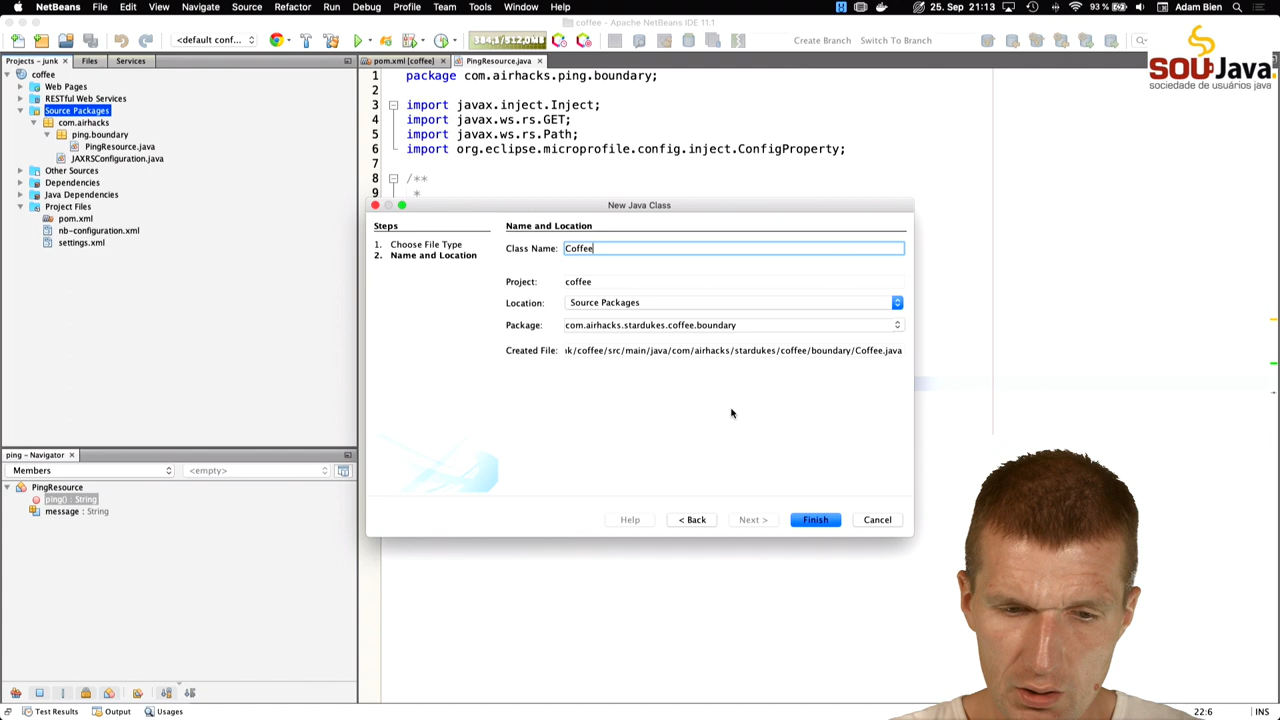 NetBeans File Edit View Navigate Source Refactor Run Debug Profile Team Tools Window Help 25. Sep 21:13 93 % Adam Bien
coffee - Apache NetBeans IDE 11.1
<default conf... 384,1/512,0MB Create Branch Switch To Branch
SOUJava
sociedade de usuários java
Projects - junk Files Services
pom.xml [coffee] PingResource.java
coffee
Web Pages
RESTful Web Services
Source Packages
com.airhacks
ping.boundary
PingResource.java
JAXRSConfiguration.java
Other Sources
Dependencies
Java Dependencies
Project Files
pom.xml
nb-configuration.xml
settings.xml
1 package com.airhacks.ping.boundary;
2
3 import javax.inject.Inject;
4 import javax.ws.rs.GET;
5 import javax.ws.rs.Path;
6 import org.eclipse.microprofile.config.inject.ConfigProperty;
7
8 /**
9 *
New Java Class
Steps
1. Choose File Type
2. Name and Location
Name and Location
Class Name: Coffee
Project: coffee
Location: Source Packages
Package: com.airhacks.stardukes.coffee.boundary
Created File: ık/coffee/src/main/java/com/airhacks/stardukes/coffee/boundary/Coffee.java
Help < Back Next > Finish Cancel
ping - Navigator
Members <empty>
PingResource
ping() : String
message : String
Test Results Output Usages
22:6 INS